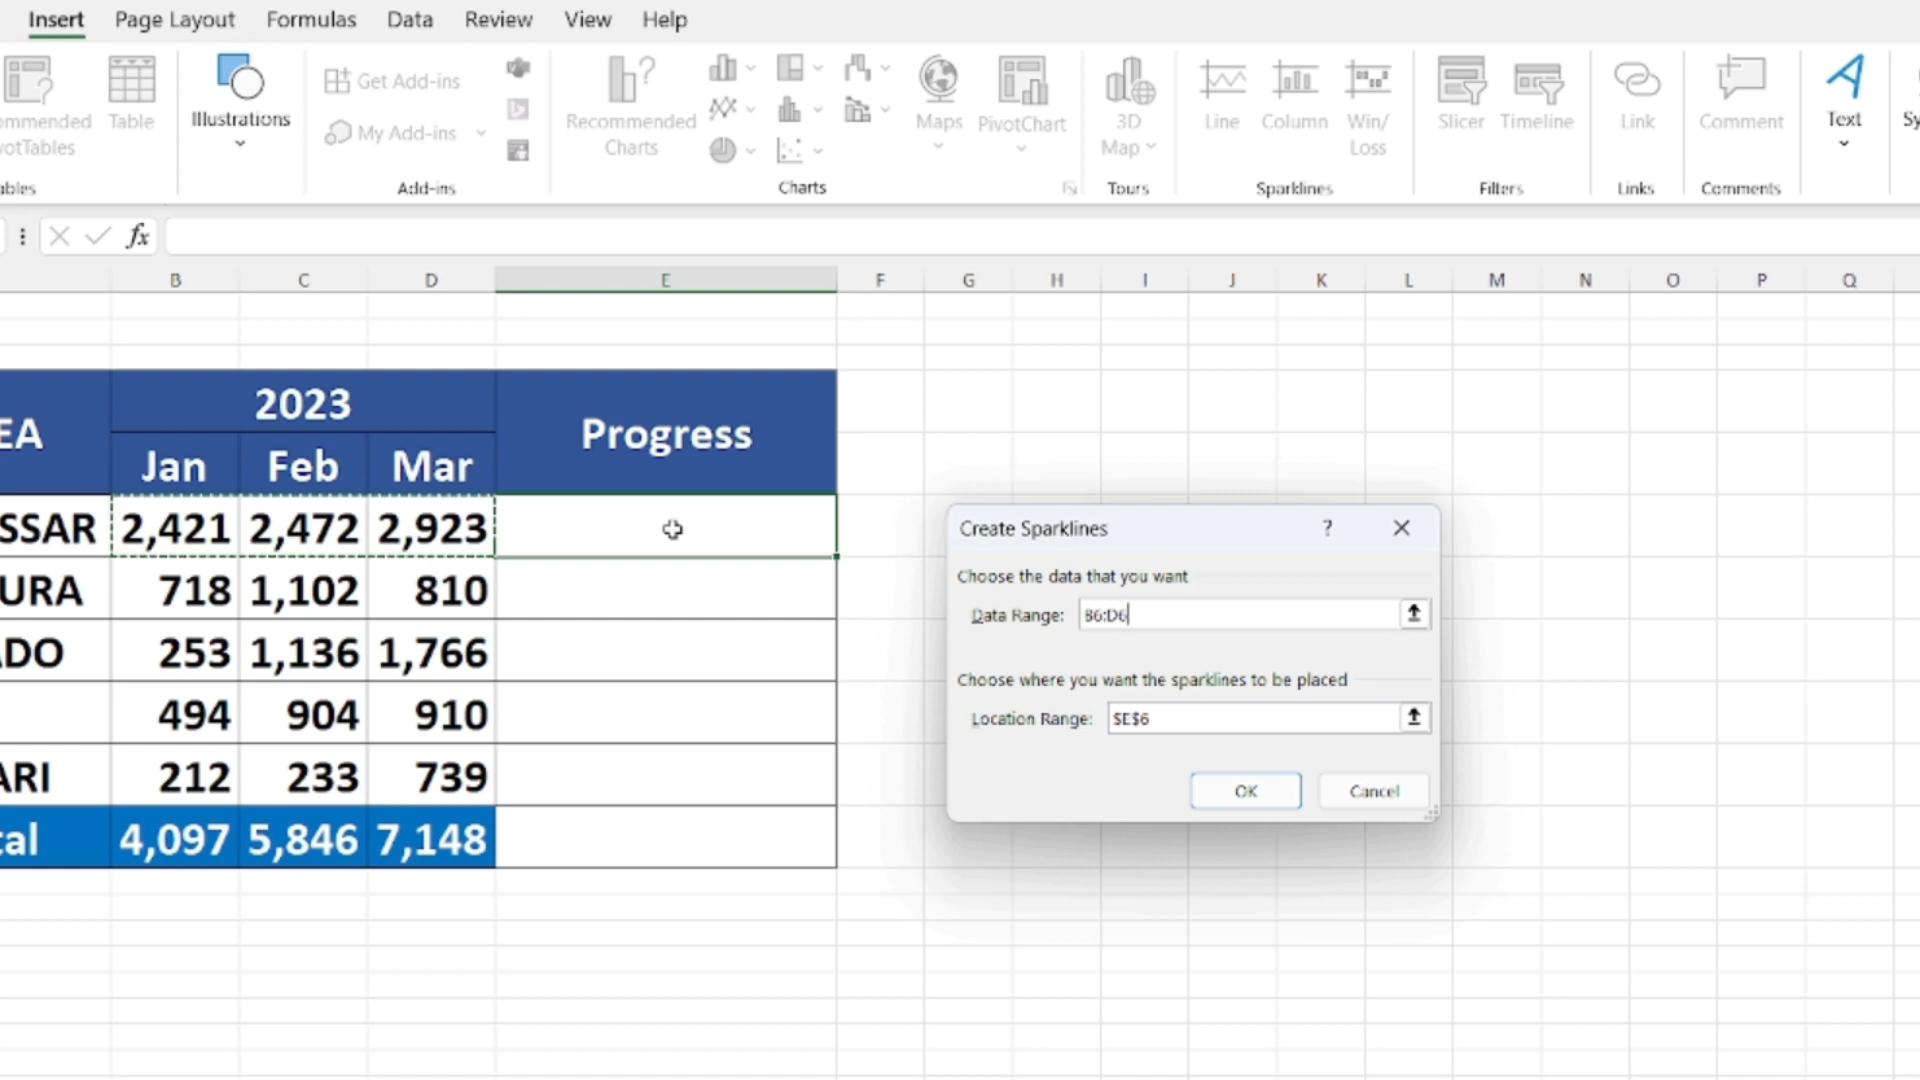 Insert Page Layout Formulas Data Review View Help
Table Illustrations Get Add-ins My Add-ins Recommended Charts Maps PivotChart 3D Map Line Column Win/Loss Slicer Timeline Link Comment Text
Add-ins Charts Tours Sparklines Filters Links Comments
fx
B C D E F G H I J K L M N O P Q
EA 2023 Progress
Jan Feb Mar
SSAR 2,421 2,472 2,923
URA 718 1,102 810
ADO 253 1,136 1,766
494 904 910
ARI 212 233 739
tal 4,097 5,846 7,148
Create Sparklines ?
Choose the data that you want
Data Range: B6:D6
Choose where you want the sparklines to be placed
Location Range: $E$6
OK Cancel